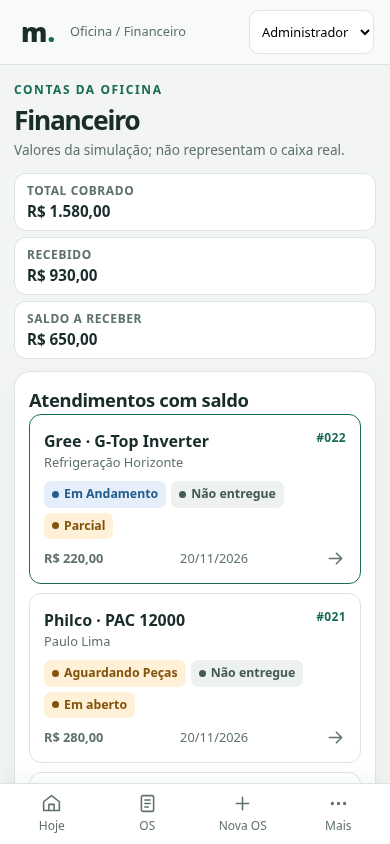 m.
Oficina / Financeiro
Administrador
CONTAS DA OFICINA
Financeiro
Valores da simulação; não representam o caixa real.
TOTAL COBRADO
R$ 1.580,00
RECEBIDO
R$ 930,00
SALDO A RECEBER
R$ 650,00
Atendimentos com saldo
Gree · G-Top Inverter
#022
Refrigeração Horizonte
Em Andamento
Não entregue
Parcial
R$ 220,00
20/11/2026
Philco · PAC 12000
#021
Paulo Lima
Aguardando Peças
Não entregue
Em aberto
R$ 280,00
20/11/2026
Hoje
OS
Nova OS
Mais